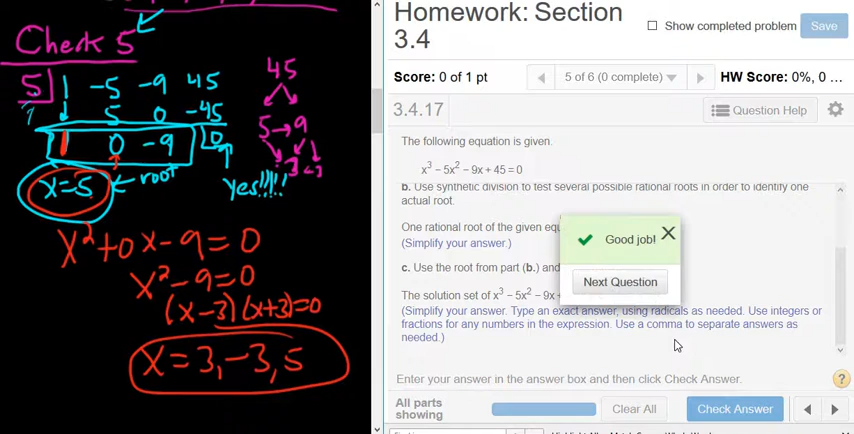 Check 5
5 1 -5 -9 45
5 0 -45
1 0 -9 0
x=5 ← root
yes!!!!!
45
5 → 9
3 3
x² + 0x - 9 = 0
x² - 9 = 0
(x-3)(x+3)=0
x = 3, -3, 5
Homework: Section
3.4
Show completed problem
Save
Score: 0 of 1 pt
5 of 6 (0 complete)
HW Score: 0%, 0 ...
3.4.17
Question Help
The following equation is given.
x³ − 5x² − 9x + 45 = 0
b. Use synthetic division to test several possible rational roots in order to identify one
actual root.
One rational root of the given equ
(Simplify your answer.)
c. Use the root from part (b.) and
The solution set of x³ − 5x² − 9x
(Simplify your answer. Type an exact answer, using radicals as needed. Use integers or
fractions for any numbers in the expression. Use a comma to separate answers as
needed.)
Good job!
Next Question
Enter your answer in the answer box and then click Check Answer.
All parts
showing
Clear All
Check Answer
?